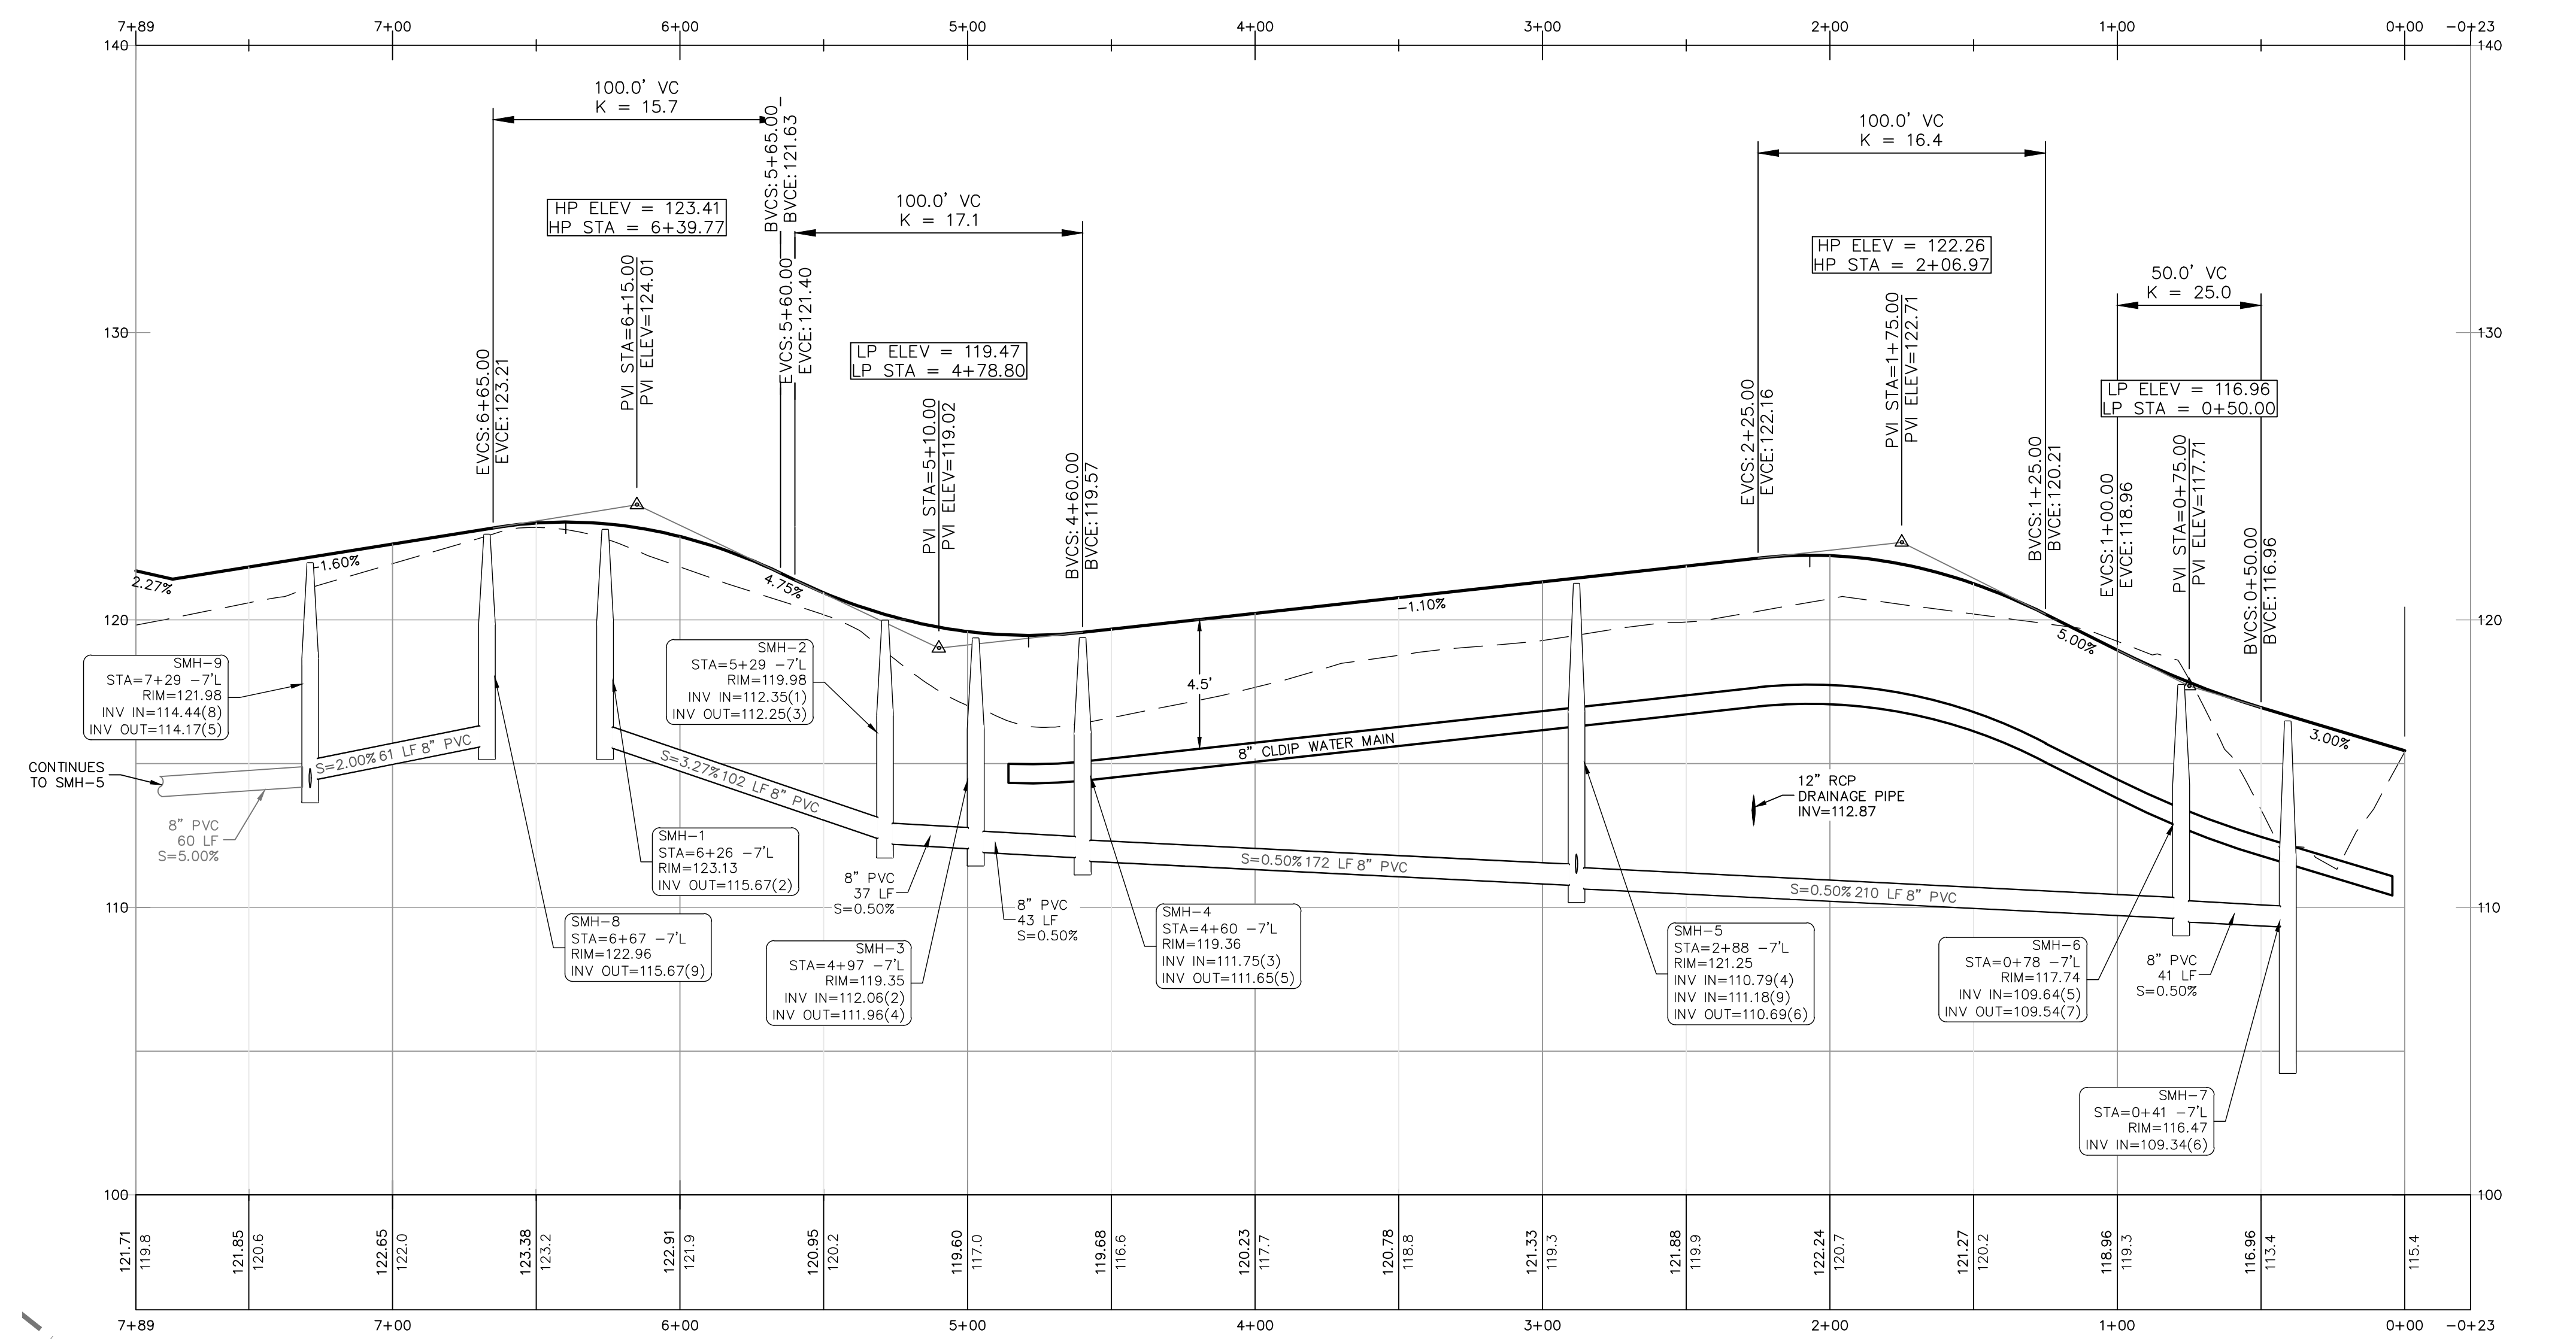 7+89 7+00 6+00 5+00 4+00 3+00 2+00 1+00 0+00 -0+23
140 140
100.0' VC
K = 15.7
BVCS: 5+65.00
BVCE: 121.63
100.0' VC
K = 16.4
HP ELEV = 123.41
HP STA = 6+39.77
100.0' VC
K = 17.1
HP ELEV = 122.26
HP STA = 2+06.97
50.0' VC
K = 25.0
PVI STA=6+15.00
PVI ELEV=124.01
EVCS: 5+60.00
EVCE: 121.40
130 130
LP ELEV = 119.47
LP STA = 4+78.80
PVI STA=1+75.00
PVI ELEV=122.71
LP ELEV = 116.96
LP STA = 0+50.00
EVCS: 6+65.00
EVCE: 123.21
PVI STA=5+10.00
PVI ELEV=119.02
BVCS: 4+60.00
BVCE: 119.57
EVCS: 2+25.00
EVCE: 122.16
BVCS: 1+25.00
BVCE: 120.21
EVCS: 1+00.00
EVCE: 118.96
PVI STA=0+75.00
PVI ELEV=117.71
BVCS: 0+50.00
BVCE: 116.96
2.27%
-1.60%
4.75%
-1.10%
5.00%
3.00%
120 120
4.5'
SMH-9
STA=7+29 -7'L
RIM=121.98
INV IN=114.44(8)
INV OUT=114.17(5)
SMH-2
STA=5+29 -7'L
RIM=119.98
INV IN=112.35(1)
INV OUT=112.25(3)
CONTINUES
TO SMH-5
S=2.00% 61 LF 8" PVC
S=3.27% 102 LF 8" PVC
8" CLDIP WATER MAIN
12" RCP
DRAINAGE PIPE
INV=112.87
8" PVC
60 LF
S=5.00%
SMH-1
STA=6+26 -7'L
RIM=123.13
INV OUT=115.67(2)
S=0.50% 172 LF 8" PVC
S=0.50% 210 LF 8" PVC
8" PVC
37 LF
S=0.50%
8" PVC
43 LF
S=0.50%
110 110
SMH-8
STA=6+67 -7'L
RIM=122.96
INV OUT=115.67(9)
SMH-3
STA=4+97 -7'L
RIM=119.35
INV IN=112.06(2)
INV OUT=111.96(4)
SMH-4
STA=4+60 -7'L
RIM=119.36
INV IN=111.75(3)
INV OUT=111.65(5)
SMH-5
STA=2+88 -7'L
RIM=121.25
INV IN=110.79(4)
INV IN=111.18(9)
INV OUT=110.69(6)
SMH-6
STA=0+78 -7'L
RIM=117.74
INV IN=109.64(5)
INV OUT=109.54(7)
8" PVC
41 LF
S=0.50%
SMH-7
STA=0+41 -7'L
RIM=116.47
INV IN=109.34(6)
100 100
121.71
119.8
121.85
120.6
122.65
122.0
123.38
123.2
122.91
121.9
120.95
120.2
119.60
117.0
119.68
116.6
120.23
117.7
120.78
118.8
121.33
119.3
121.88
119.9
122.24
120.7
121.27
120.2
118.96
119.3
116.96
113.4
115.4
7+89 7+00 6+00 5+00 4+00 3+00 2+00 1+00 0+00 -0+23